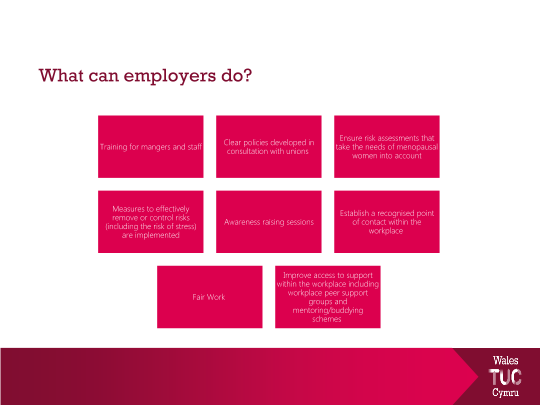 What can employers do?
Training for mangers and staff
Clear policies developed in
consultation with unions
Ensure risk assessments that
take the needs of menopausal
women into account
Measures to effectively
remove or control risks
(including the risk of stress)
are implemented
Awareness raising sessions
Establish a recognised point
of contact within the
workplace
Fair Work
Improve access to support
within the workplace including
workplace peer support
groups and
mentoring/buddying
schemes
Wales
TUC
Cymru